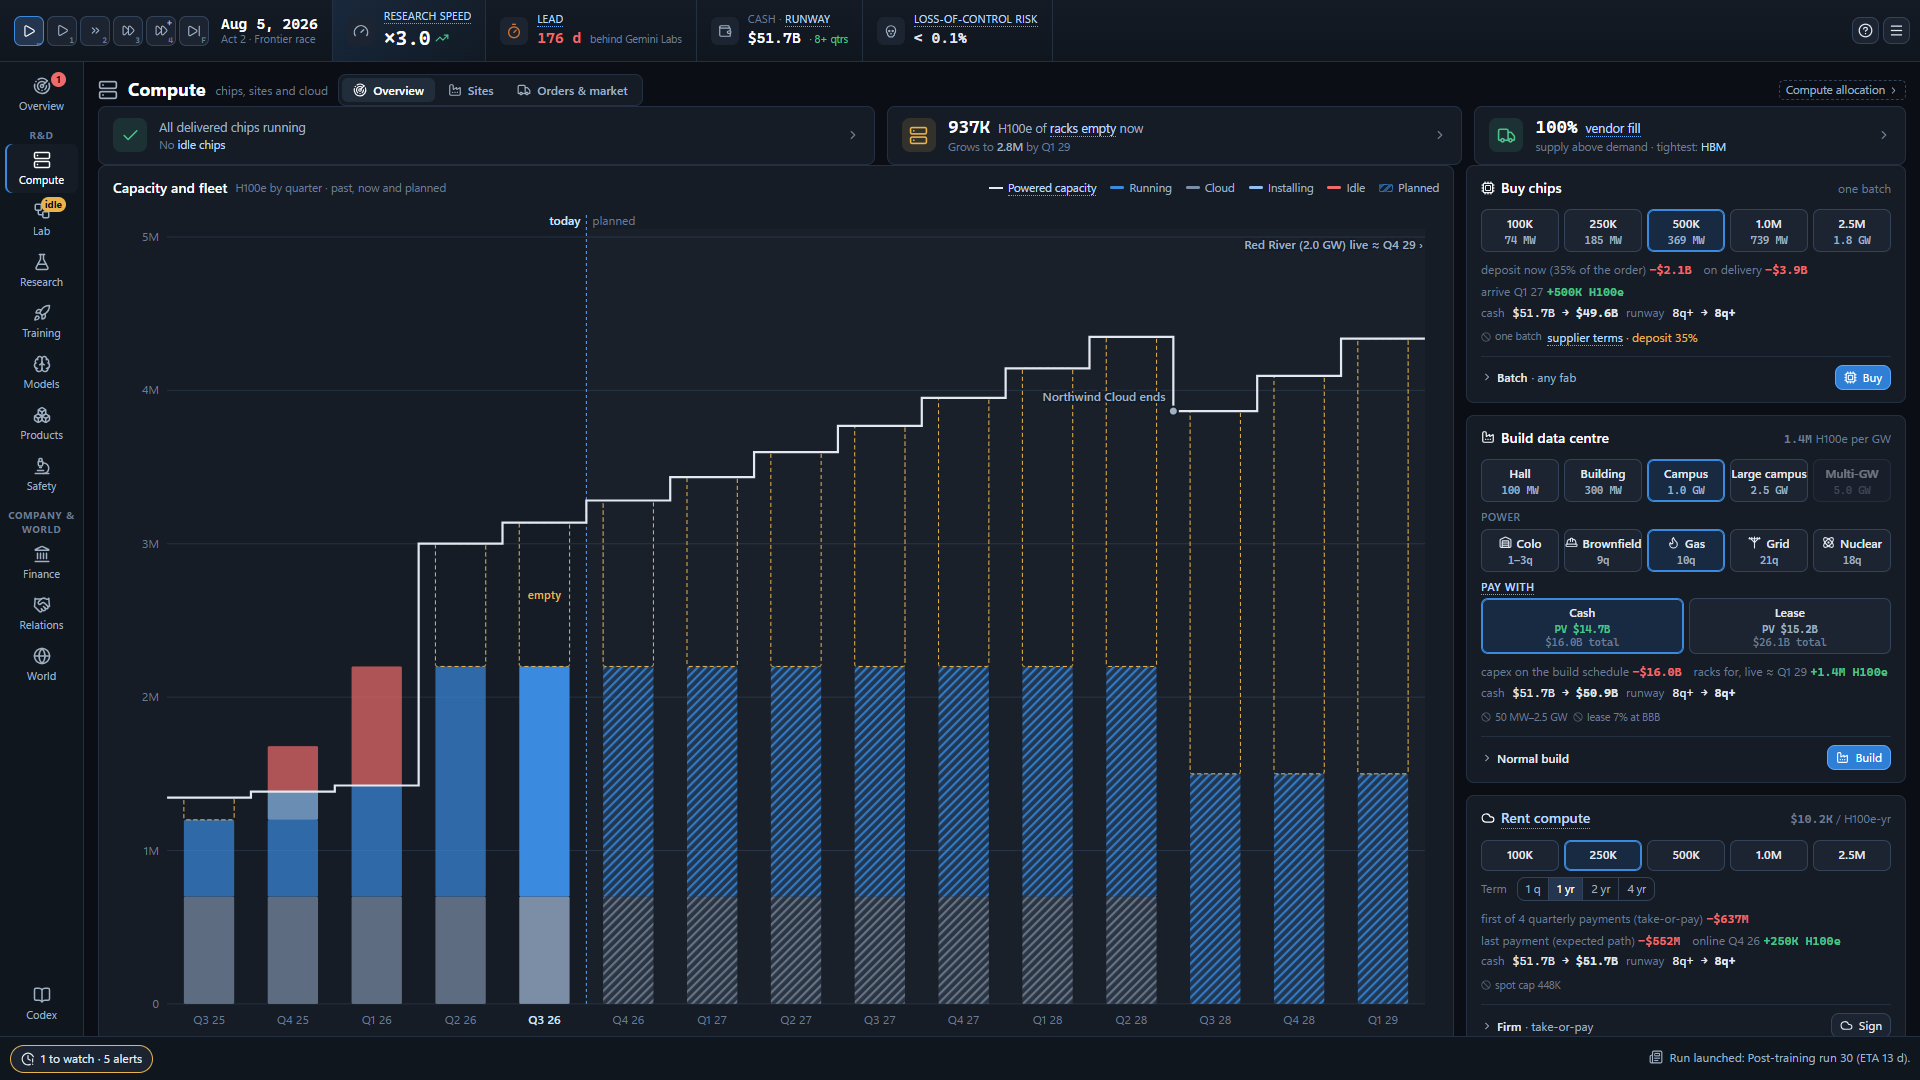 1
2
3
4
F
Aug 5, 2026
Act 2 · Frontier race
RESEARCH SPEED
×3.0
LEAD
176 d behind Gemini Labs
CASH · RUNWAY
$51.7B · 8+ qtrs
LOSS-OF-CONTROL RISK
< 0.1%
1
Overview
R&D
Compute
idle
Lab
Research
Training
Models
Products
Safety
COMPANY &
WORLD
Finance
Relations
World
Codex
Compute chips, sites and cloud
Overview
Sites
Orders & market
Compute allocation ›
All delivered chips running
No idle chips
937K H100e of racks empty now
Grows to 2.8M by Q1 29
100% vendor fill
supply above demand · tightest: HBM
Capacity and fleet H100e by quarter · past, now and planned
Powered capacity Running Cloud Installing Idle Planned
today planned
Red River (2.0 GW) live ≈ Q4 29 ›
5M
4M
3M
2M
1M
0
Northwind Cloud ends
empty
Q3 25 Q4 25 Q1 26 Q2 26 Q3 26 Q4 26 Q1 27 Q2 27 Q3 27 Q4 27 Q1 28 Q2 28 Q3 28 Q4 28 Q1 29
Buy chips one batch
100K 250K 500K 1.0M 2.5M
74 MW 185 MW 369 MW 739 MW 1.8 GW
deposit now (35% of the order) −$2.1B on delivery −$3.9B
arrive Q1 27 +500K H100e
cash $51.7B → $49.6B runway 8q+ → 8q+
one batch supplier terms · deposit 35%
Batch · any fab
Buy
Build data centre 1.4M H100e per GW
Hall Building Campus Large campus Multi-GW
100 MW 300 MW 1.0 GW 2.5 GW 5.0 GW
POWER
Colo Brownfield Gas Grid Nuclear
1–3q 9q 10q 21q 18q
PAY WITH
Cash Lease
PV $14.7B PV $15.2B
$16.0B total $26.1B total
capex on the build schedule −$16.0B racks for, live ≈ Q1 29 +1.4M H100e
cash $51.7B → $50.9B runway 8q+ → 8q+
50 MW–2.5 GW lease 7% at BBB
Normal build
Build
Rent compute $10.2K / H100e-yr
100K 250K 500K 1.0M 2.5M
Term 1 q 1 yr 2 yr 4 yr
first of 4 quarterly payments (take-or-pay) −$637M
last payment (expected path) −$552M online Q4 26 +250K H100e
cash $51.7B → $51.7B runway 8q+ → 8q+
spot cap 448K
Firm · take-or-pay
Sign
1 to watch · 5 alerts
Run launched: Post-training run 30 (ETA 13 d).